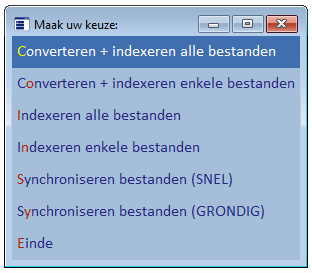 Maak uw keuze:
Converteren + indexeren alle bestanden
Converteren + indexeren enkele bestanden
Indexeren alle bestanden
Indexeren enkele bestanden
Synchroniseren bestanden (SNEL)
Synchroniseren bestanden (GRONDIG)
Einde